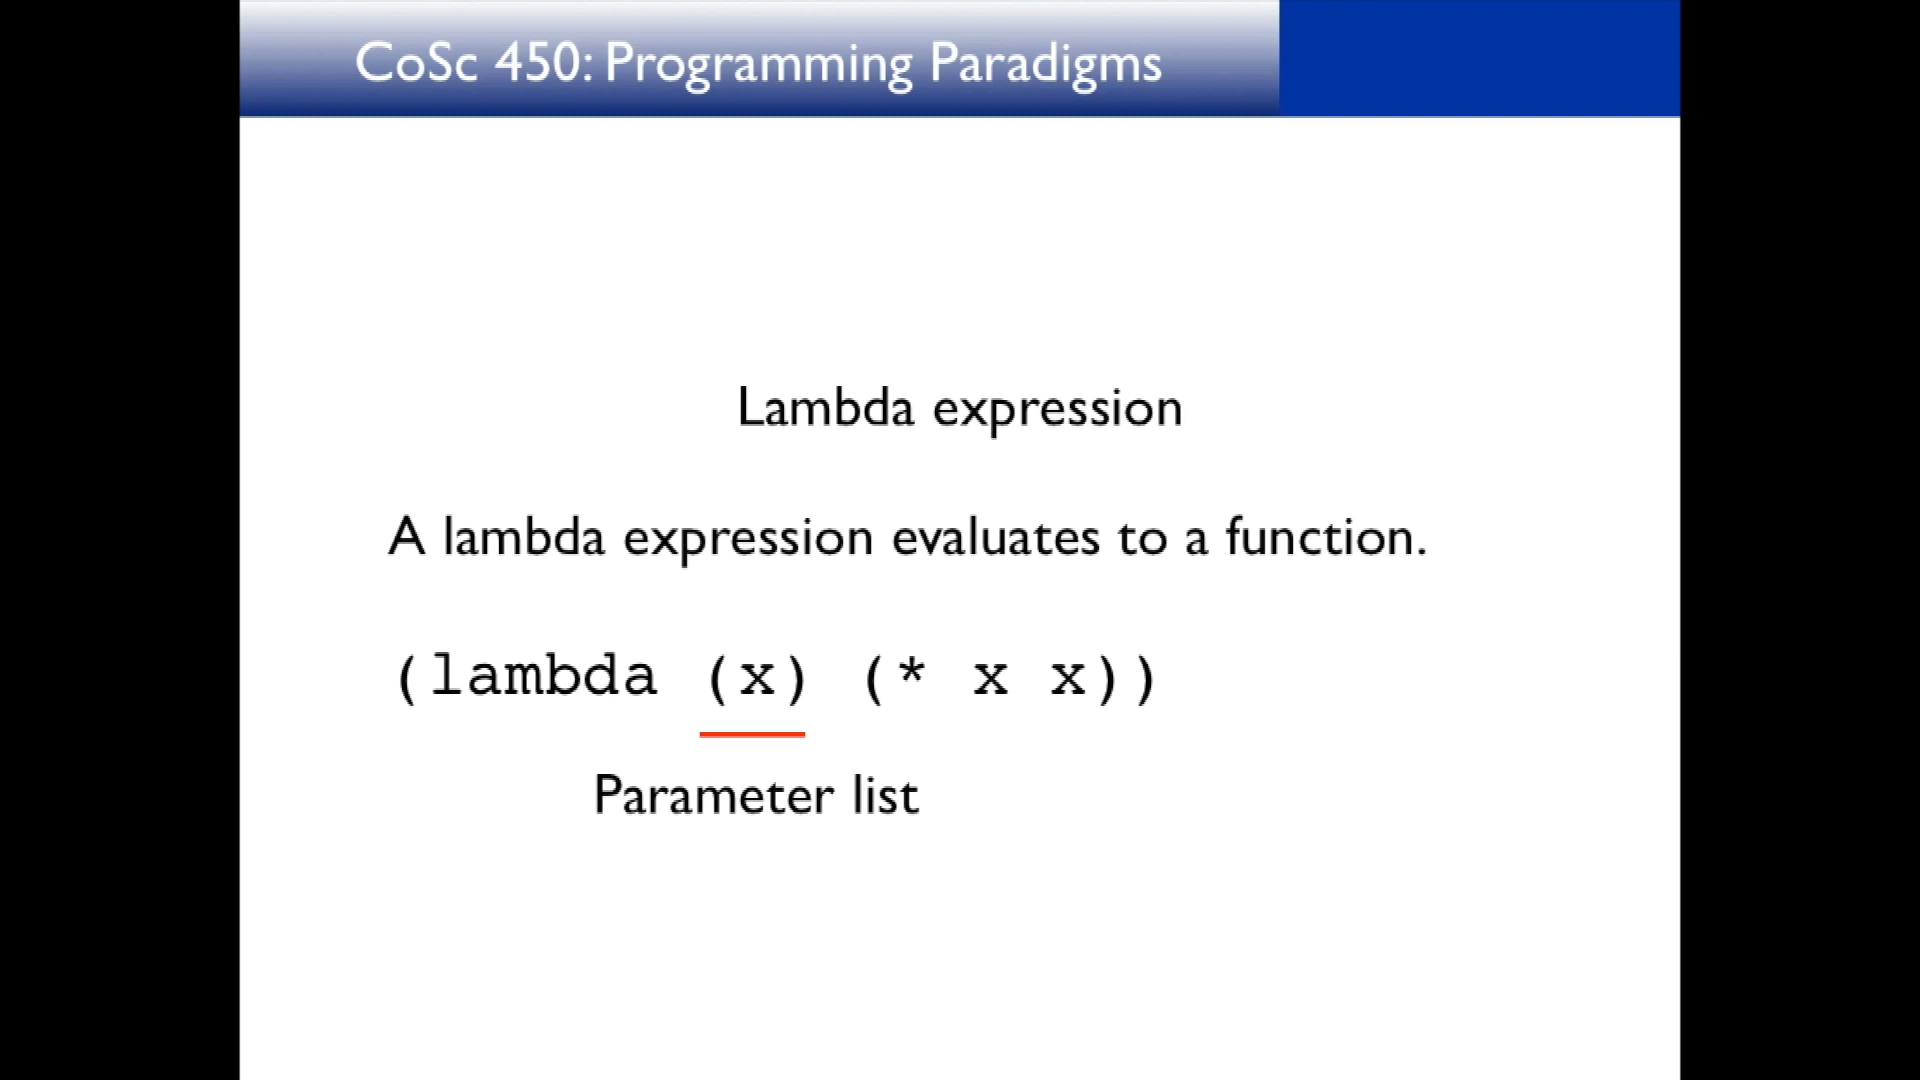 CoSc 450: Programming Paradigms
Lambda expression
A lambda expression evaluates to a function.
(lambda (x) (* x x))
Parameter list